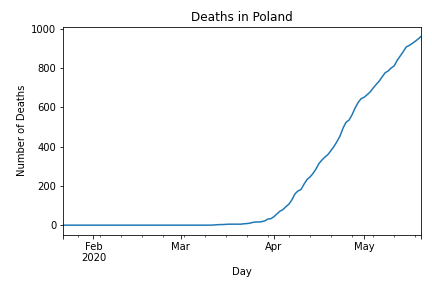 Deaths in Poland
1000
800
600
400
200
0
Number of Deaths
Feb
2020
Mar
Apr
May
Day